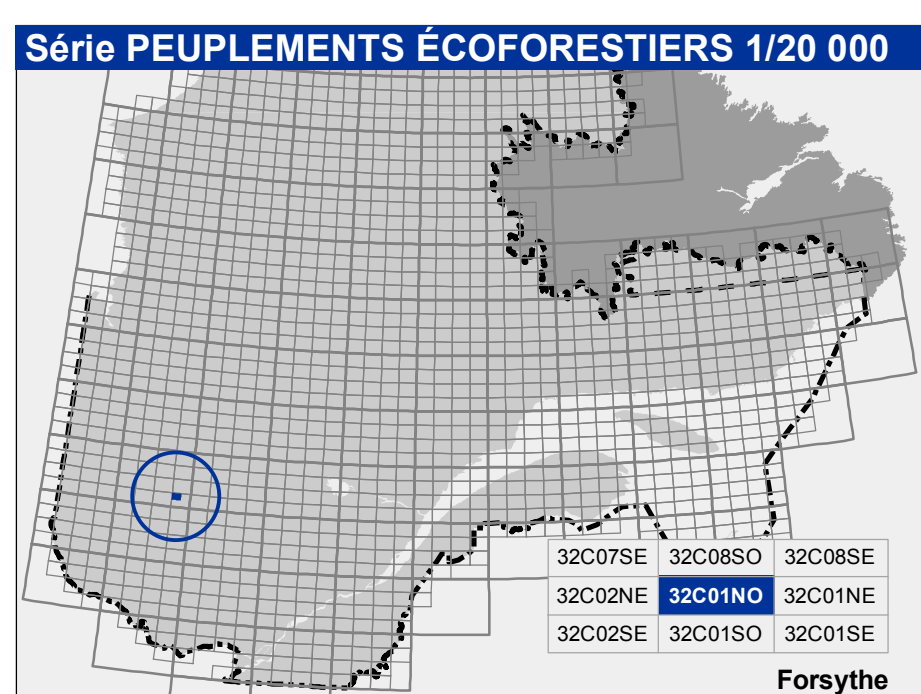 Série PEUPLEMENTS ÉCOFORESTIERS 1/20 000
32C07SE 32C08SO 32C08SE
32C02NE 32C01NO 32C01NE
32C02SE 32C01SO 32C01SE
Forsythe